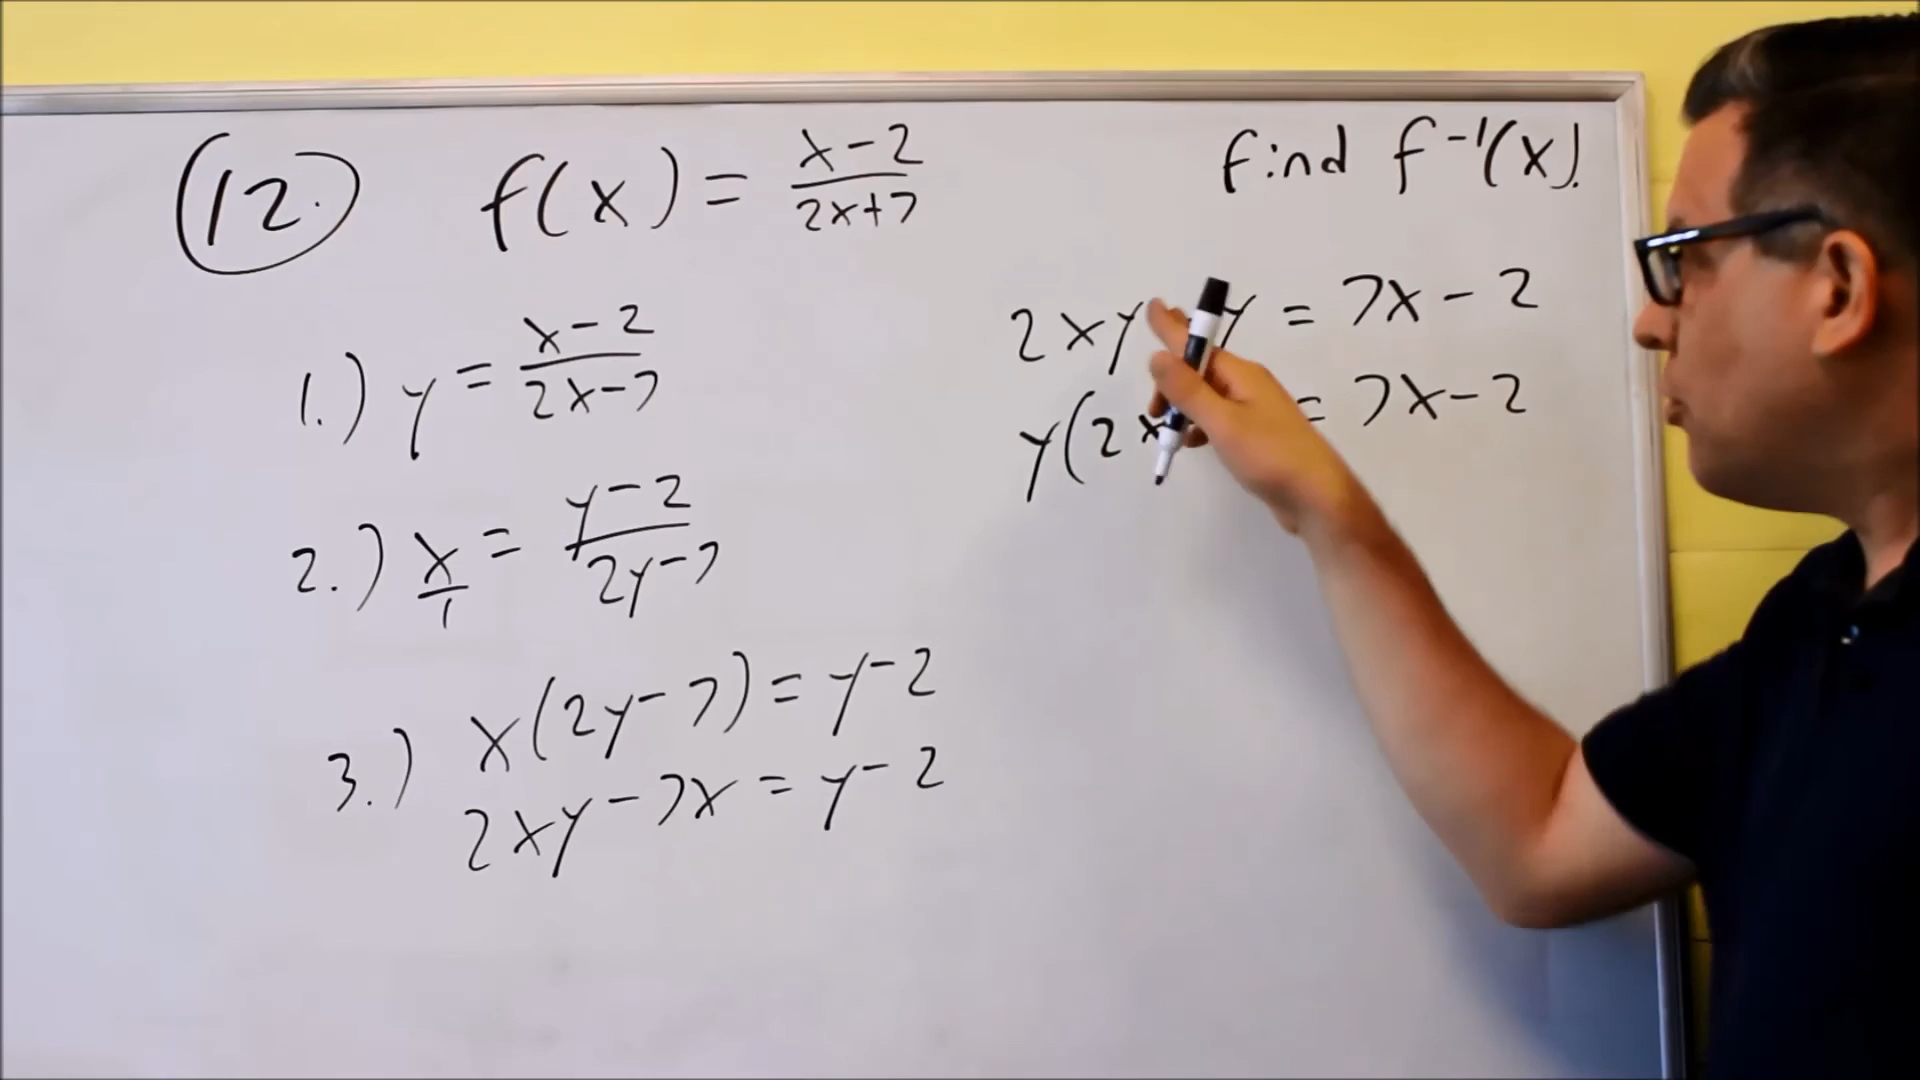 12. f(x) = x-2/2x+7 find f⁻¹(x).
1.) y = x-2/2x-7
2.) x/1 = y-2/2y-7
3.) x(2y-7) = y-2
2xy-7x = y-2
2xy y = 7x-2
y(2x = 7x-2